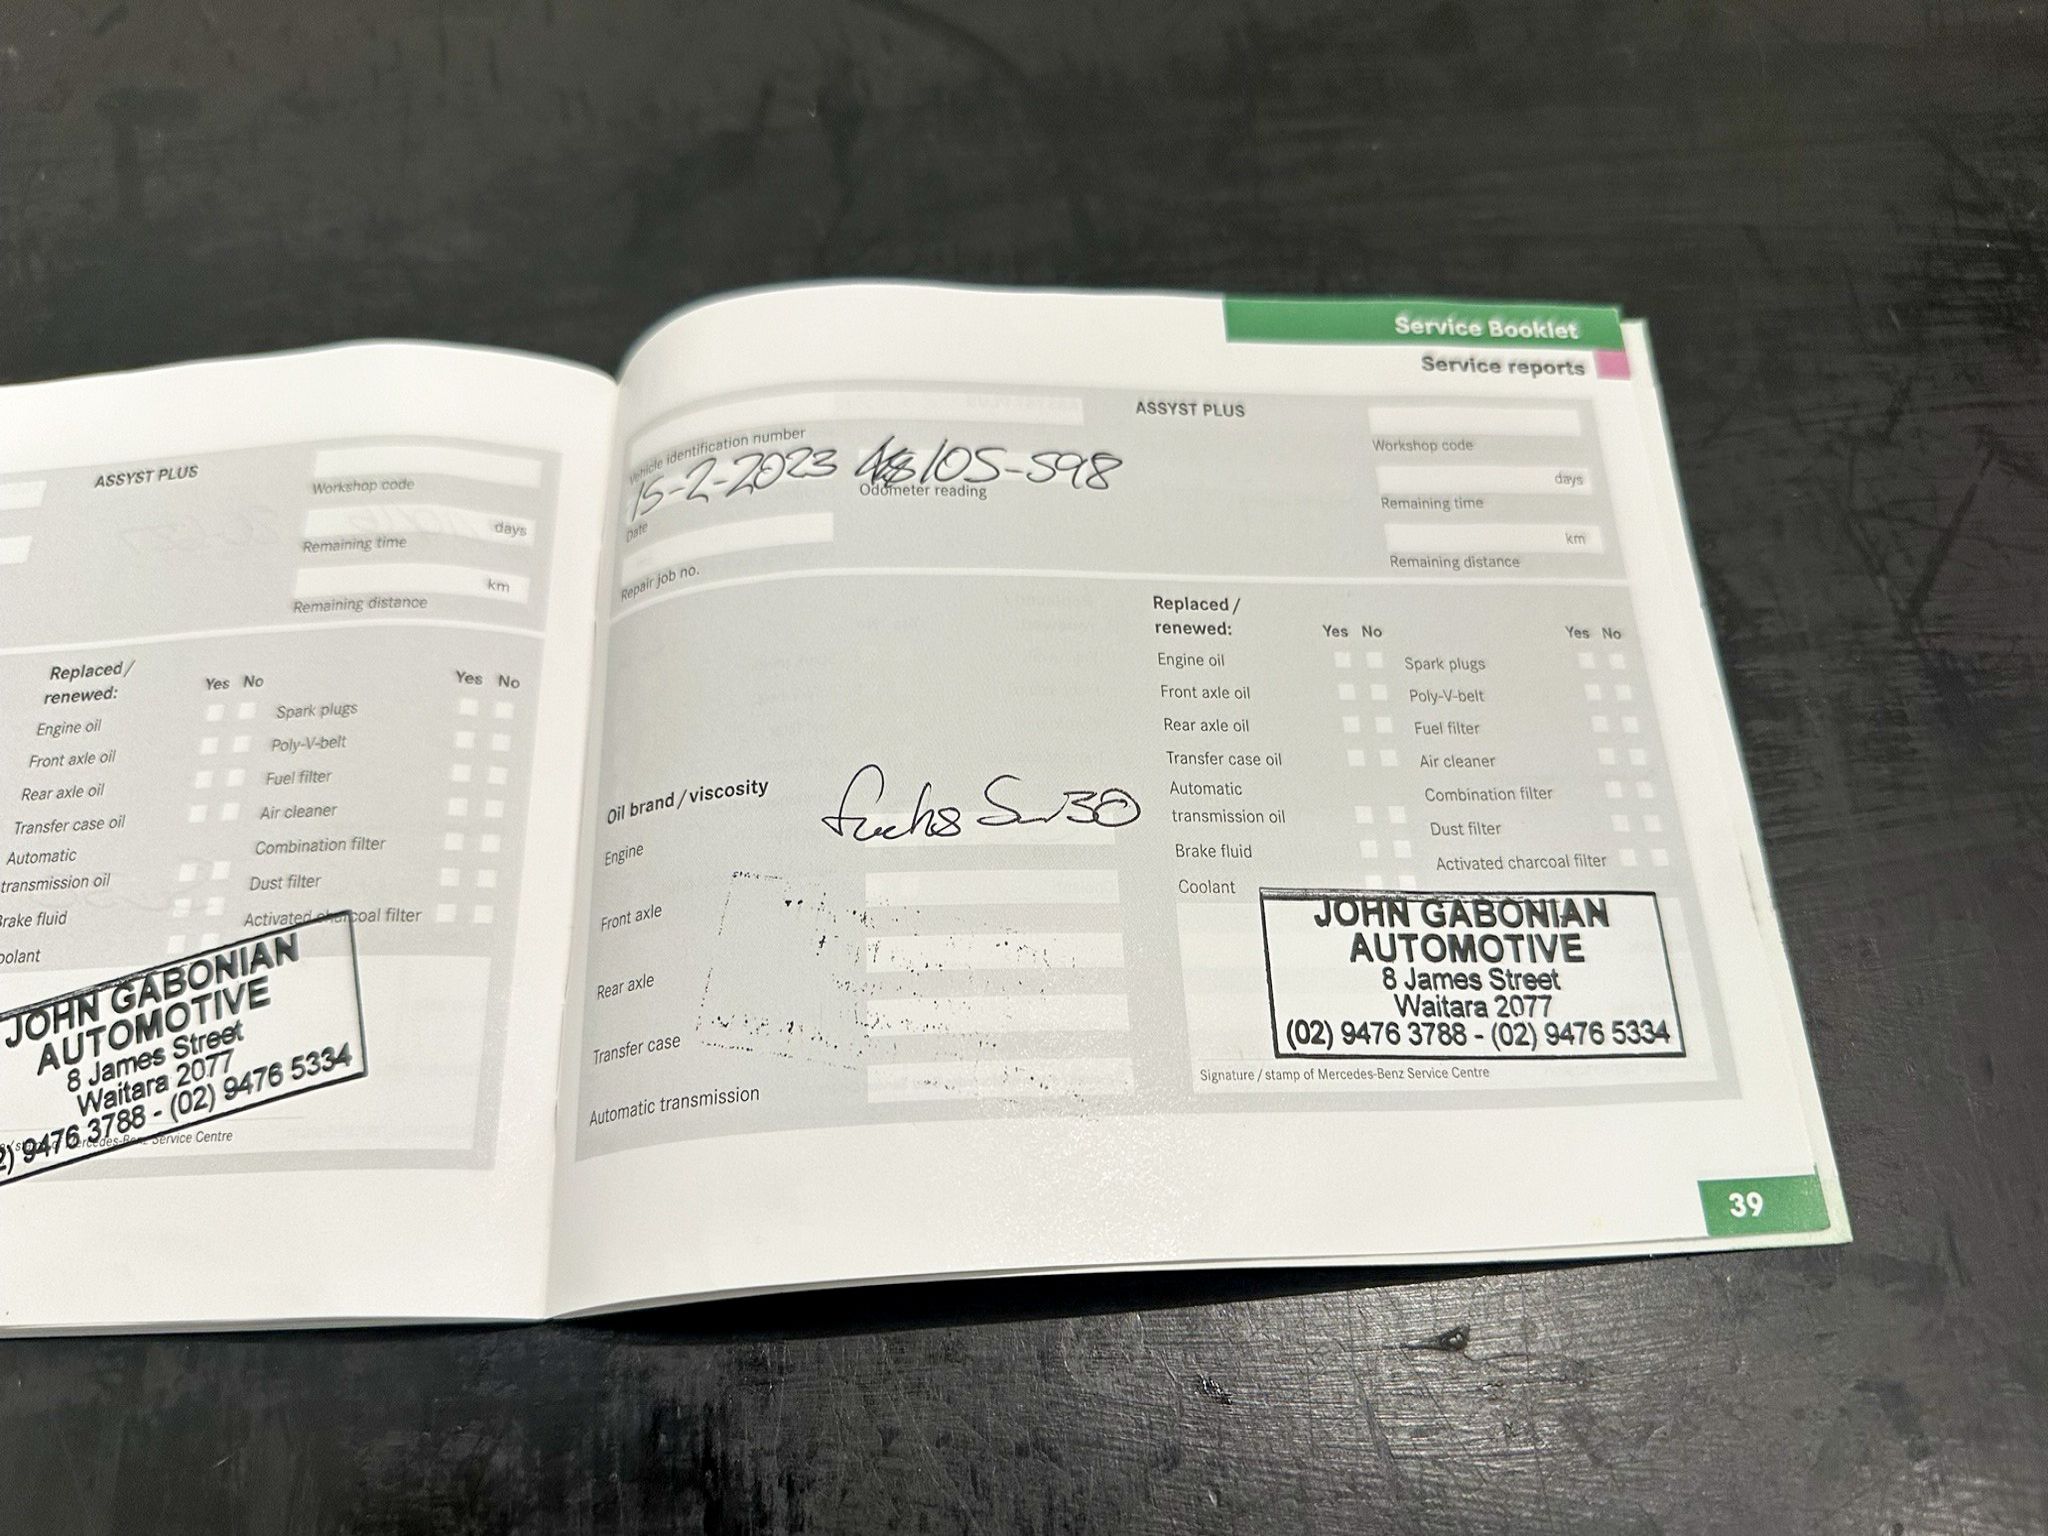 ASSYST PLUS
Workshop code
days
Remaining time
km
Remaining distance
Replaced/
renewed:
Yes No
Yes No
Engine oil
Spark plugs
Front axle oil
Poly-V-belt
Rear axle oil
Fuel filter
Transfer case oil
Air cleaner
Automatic
transmission oil
Combination filter
Dust filter
Brake fluid
Activated charcoal filter
oolant
JOHN GABONIAN
AUTOMOTIVE
8 James Street
Waitara 2077
2) 9476 3788 - (02) 9476 5334
Service Centre
Service Booklet
Service reports
Vehicle identification number
ASSYST PLUS
Workshop code
15-2-2023 105-598
Date
Odometer reading
days
Remaining time
km
Remaining distance
Repair job no.
Replaced/
renewed:
Yes No
Yes No
Engine oil
Spark plugs
Front axle oil
Poly-V-belt
Rear axle oil
Fuel filter
Transfer case oil
Air cleaner
Automatic
transmission oil
Combination filter
Dust filter
Brake fluid
Activated charcoal filter
Coolant
Oil brand/viscosity
Engine
Fuchs 5w30
Front axle
Rear axle
Transfer case
Automatic transmission
JOHN GABONIAN
AUTOMOTIVE
8 James Street
Waitara 2077
(02) 9476 3788 - (02) 9476 5334
Signature/stamp of Mercedes-Benz Service Centre
39